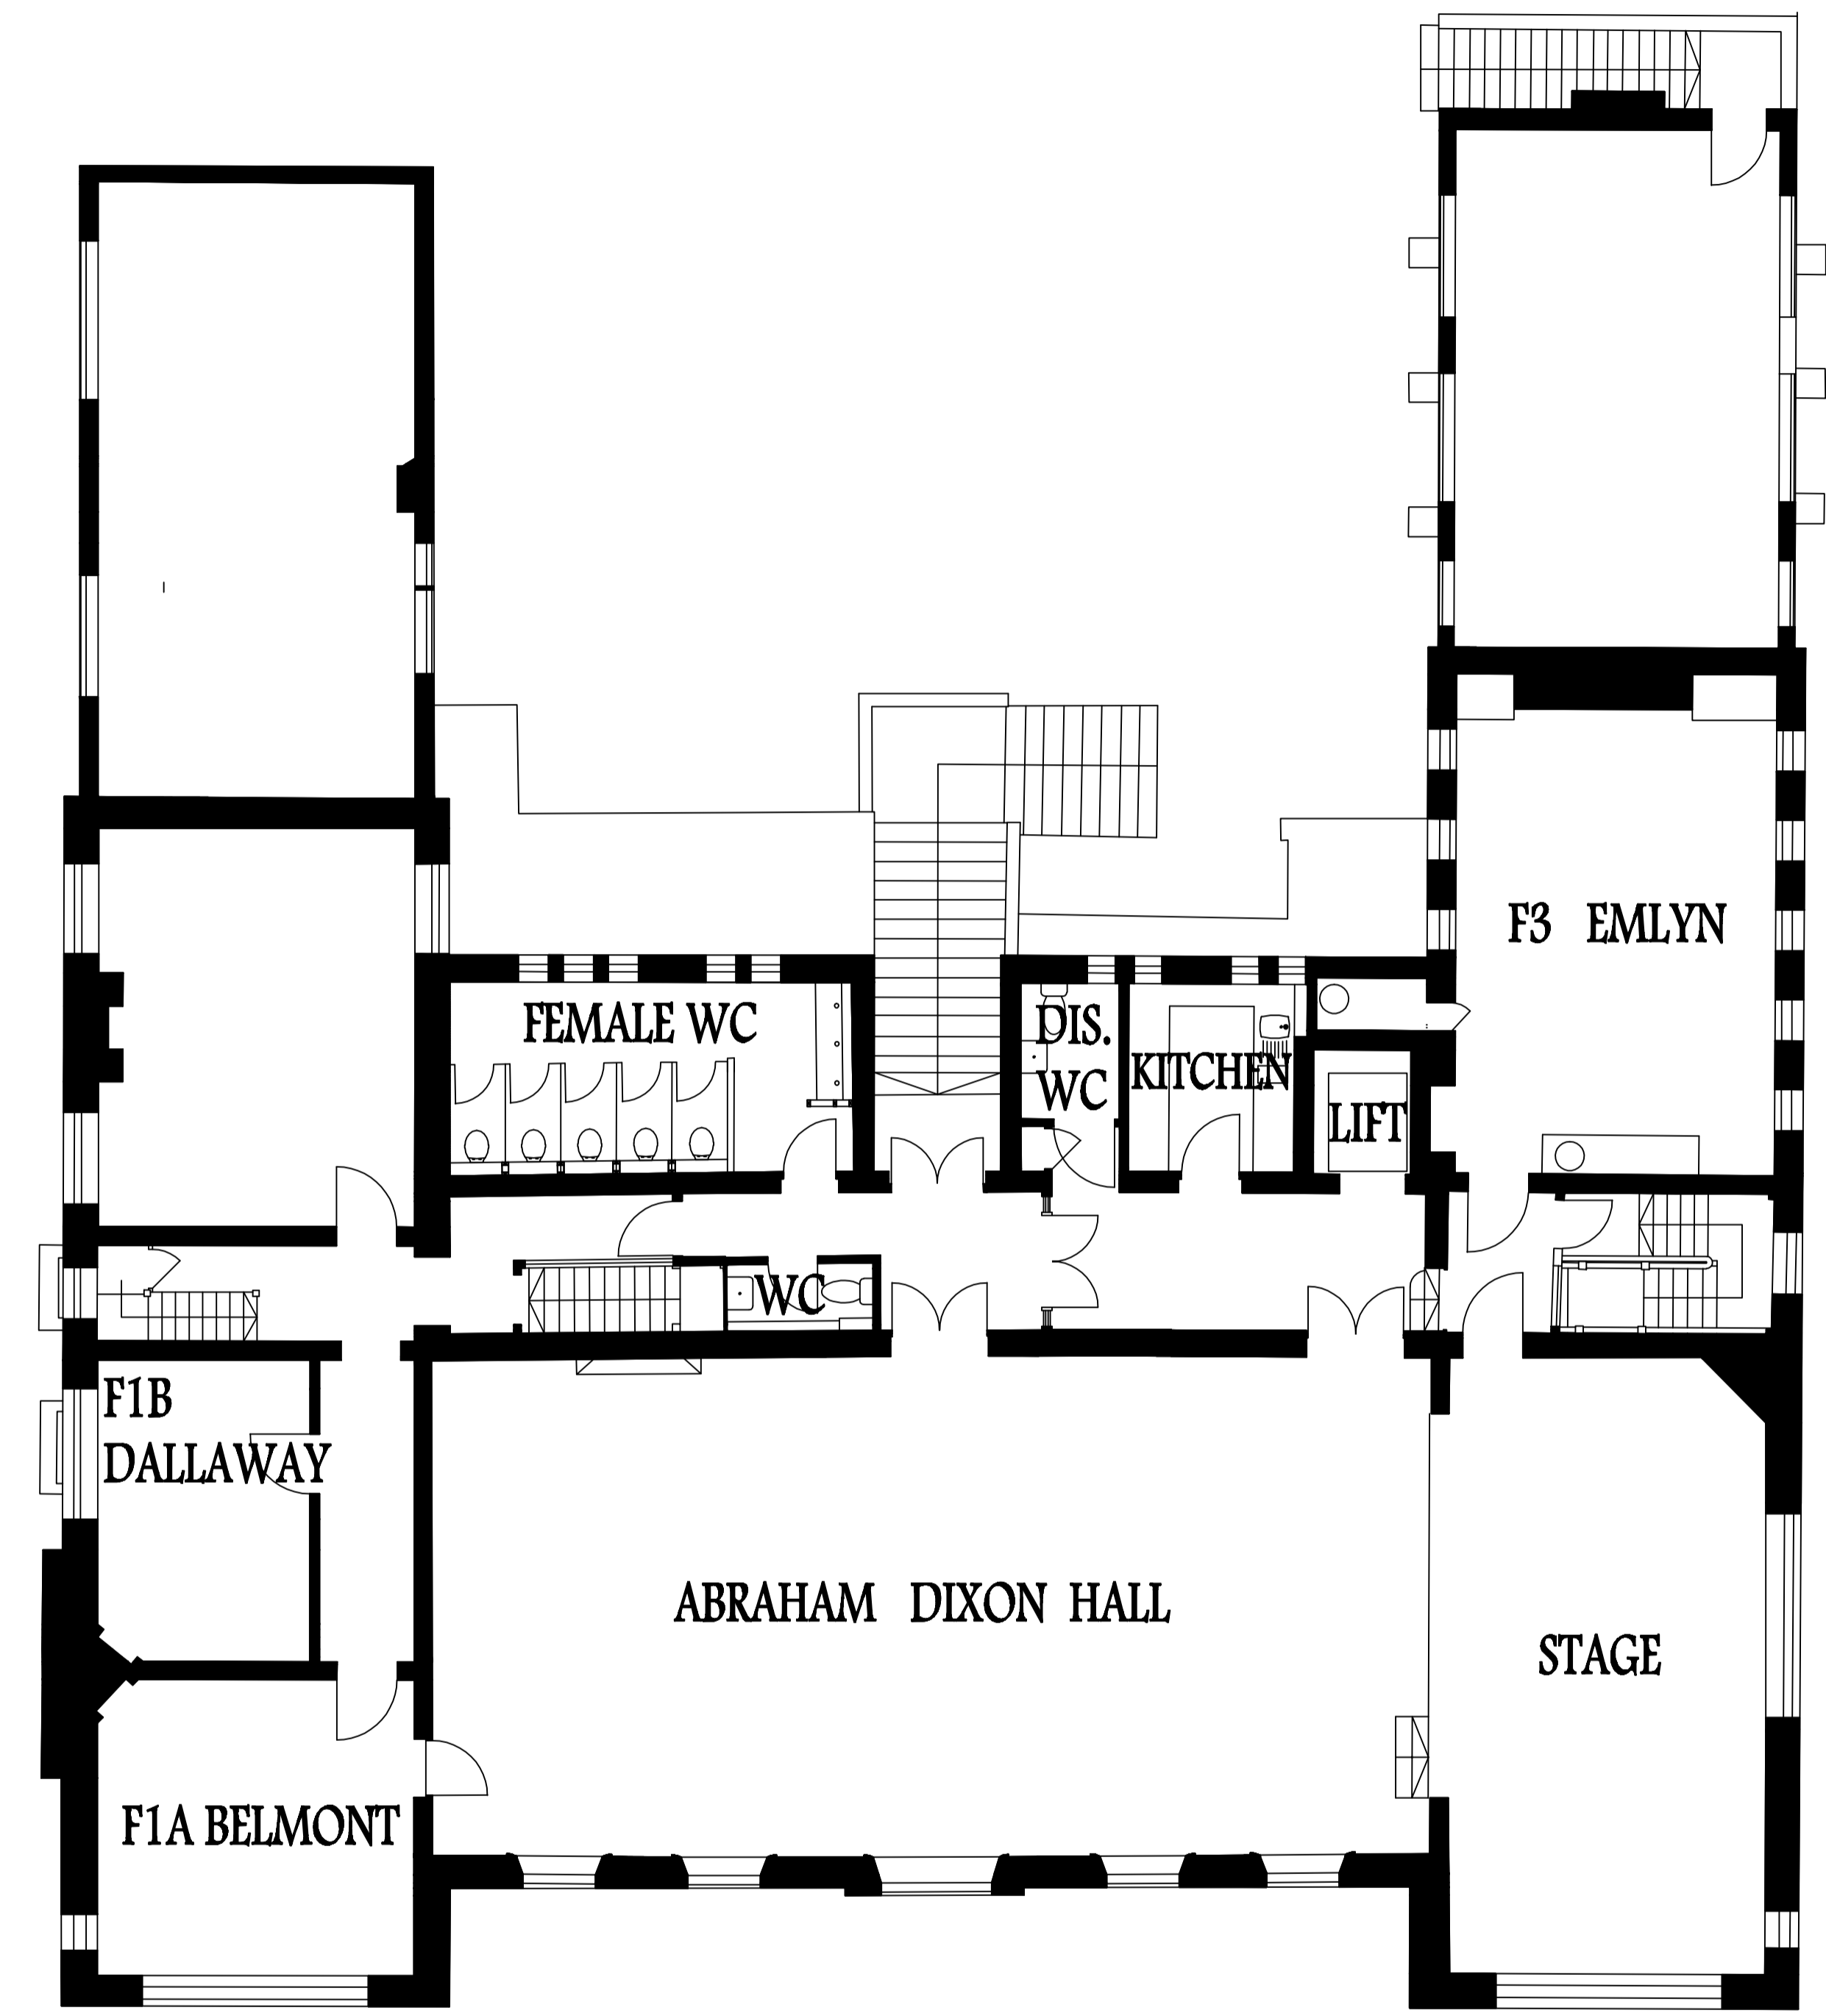 F3 EMLYN
FEMALE WC
DIS.
WC
KITCHEN
LIFT
WC
F1B
DALLAWAY
ABRAHAM DIXON HALL
STAGE
F1A BELMONT